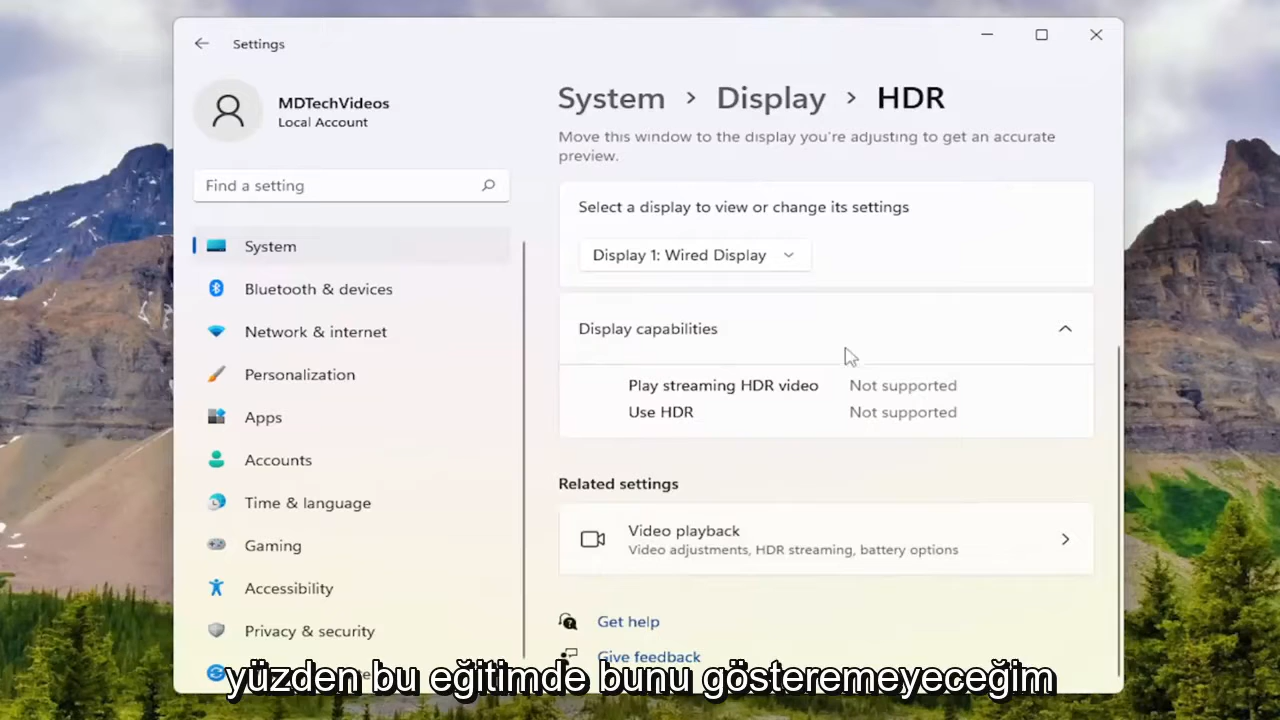 Settings
MDTechVideos
Local Account
Find a setting
System
Bluetooth & devices
Network & internet
Personalization
Apps
Accounts
Time & language
Gaming
Accessibility
Privacy & security
System > Display > HDR
Move this window to the display you're adjusting to get an accurate
preview.
Select a display to view or change its settings
Display 1: Wired Display
Display capabilities
Play streaming HDR video Not supported
Use HDR Not supported
Related settings
Video playback
Video adjustments, HDR streaming, battery options
Get help
Give feedback
yüzden bu eğitimde bunu gösteremeyeceğim